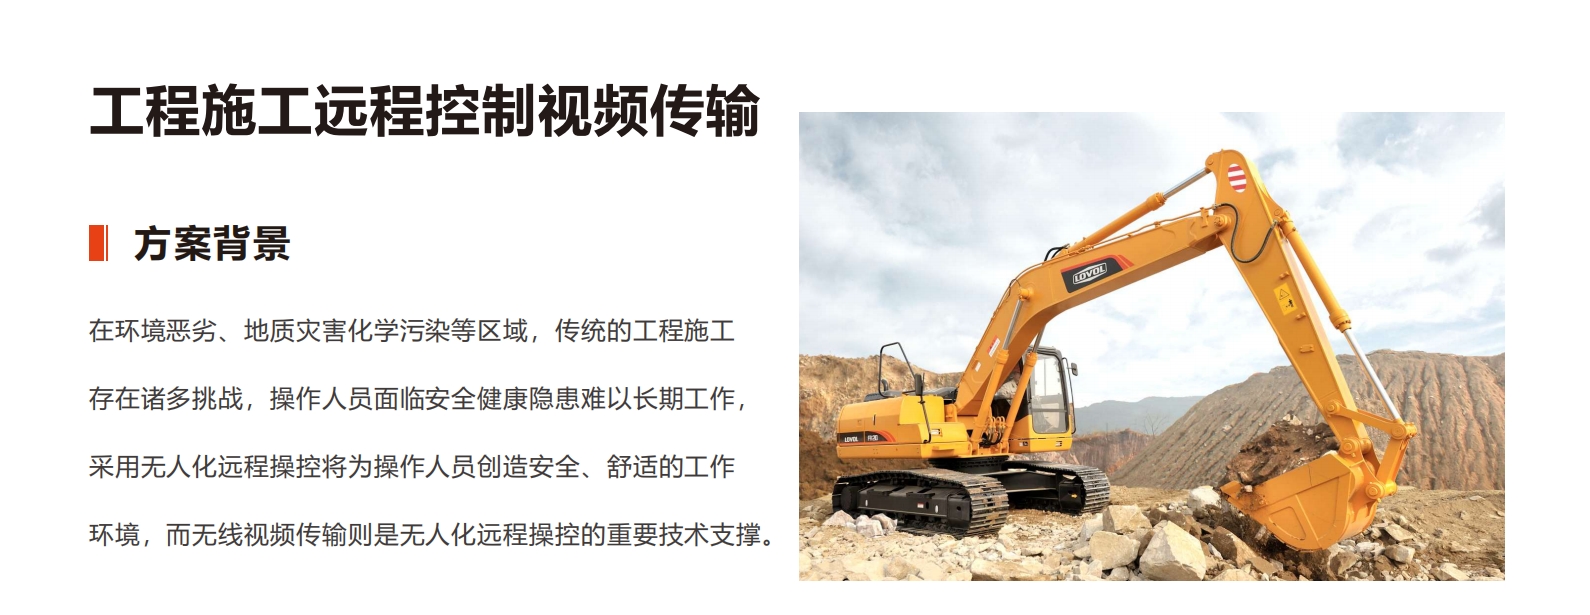 工程施工远程控制视频传输
方案背景
在环境恶劣、地质灾害化学污染等区域，传统的工程施工
存在诸多挑战，操作人员面临安全健康隐患难以长期工作，
采用无人化远程操控将为操作人员创造安全、舒适的工作
环境，而无线视频传输则是无人化远程操控的重要技术支撑。
LOVOL
LOVOL